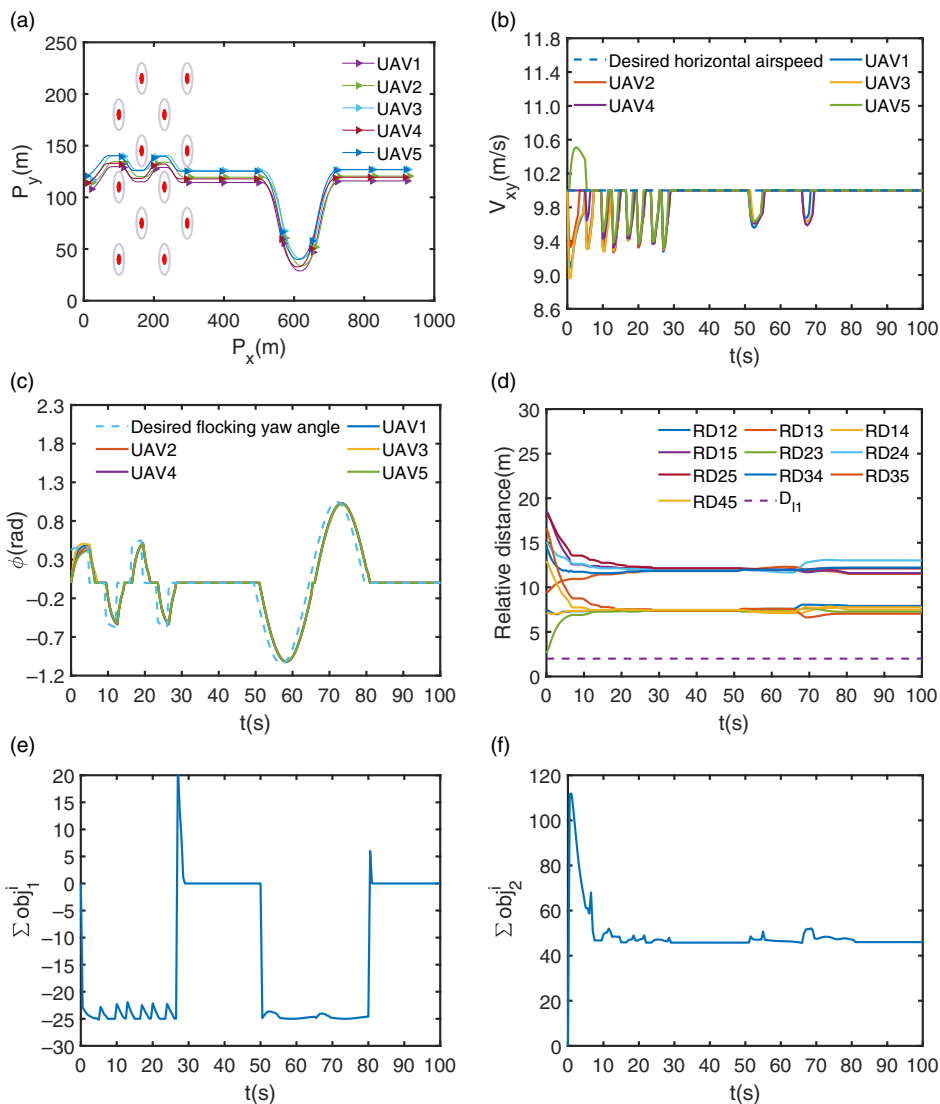 (a)
250
200
150
100
50
0
0 200 400 600 800 1000
P_y(m)
P_x(m)
UAV1
UAV2
UAV3
UAV4
UAV5
(b)
11.8
11.4
11.0
10.6
10.2
9.8
9.4
9.0
8.6
0 10 20 30 40 50 60 70 80 90 100
V_xy(m/s)
t(s)
Desired horizontal airspeed UAV1
UAV2 UAV3
UAV4 UAV5
(c)
2.3
1.8
1.3
0.8
0.3
−0.2
−0.7
−1.2
0 10 20 30 40 50 60 70 80 90 100
ϕ(rad)
t(s)
Desired flocking yaw angle UAV1
UAV2 UAV3
UAV4 UAV5
(d)
30
25
20
15
10
5
0
0 10 20 30 40 50 60 70 80 90 100
Relative distance(m)
t(s)
RD12 RD13 RD14
RD15 RD23 RD24
RD25 RD34 RD35
RD45 D_l1
(e)
20
15
10
5
0
−5
−10
−15
−20
−25
−30
0 10 20 30 40 50 60 70 80 90 100
Σ obj_1^i
t(s)
(f)
120
100
80
60
40
20
0
0 10 20 30 40 50 60 70 80 90 100
Σ obj_2^i
t(s)